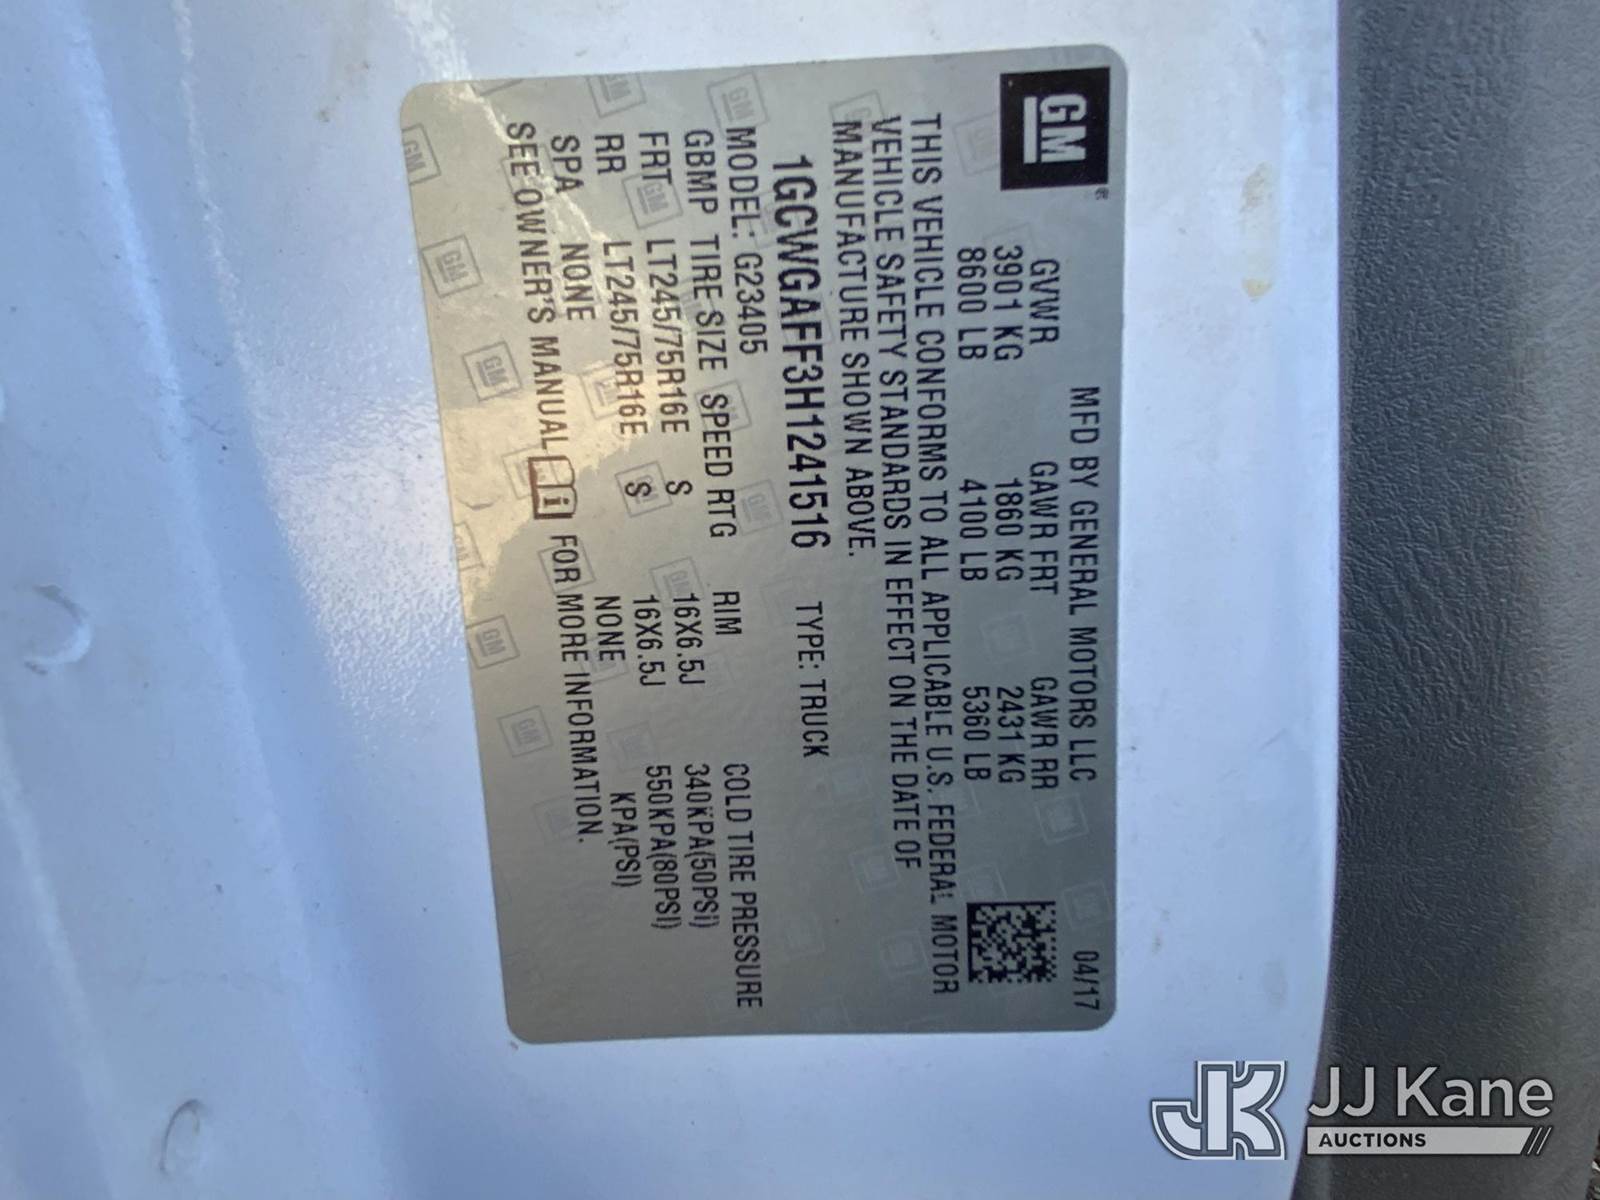 GM®
MFD BY GENERAL MOTORS LLC 04/17
GVWR GAWR FRT GAWR RR
3901 KG 1860 KG 2431 KG
8600 LB 4100 LB 5360 LB
THIS VEHICLE CONFORMS TO ALL APPLICABLE U.S. FEDERAL MOTOR
VEHICLE SAFETY STANDARDS IN EFFECT ON THE DATE OF
MANUFACTURE SHOWN ABOVE.
1GCWGAFF3H1241516 TYPE: TRUCK
MODEL: G23405
GBMP TIRE SIZE SPEED RTG RIM COLD TIRE PRESSURE
FRT LT245/75R16E S 16X6.5J 340KPA(50PSI)
RR LT245/75R16E S 16X6.5J 550KPA(80PSI)
SPA NONE NONE KPA(PSI)
SEE OWNER'S MANUAL i FOR MORE INFORMATION.
JK JJ Kane
AUCTIONS